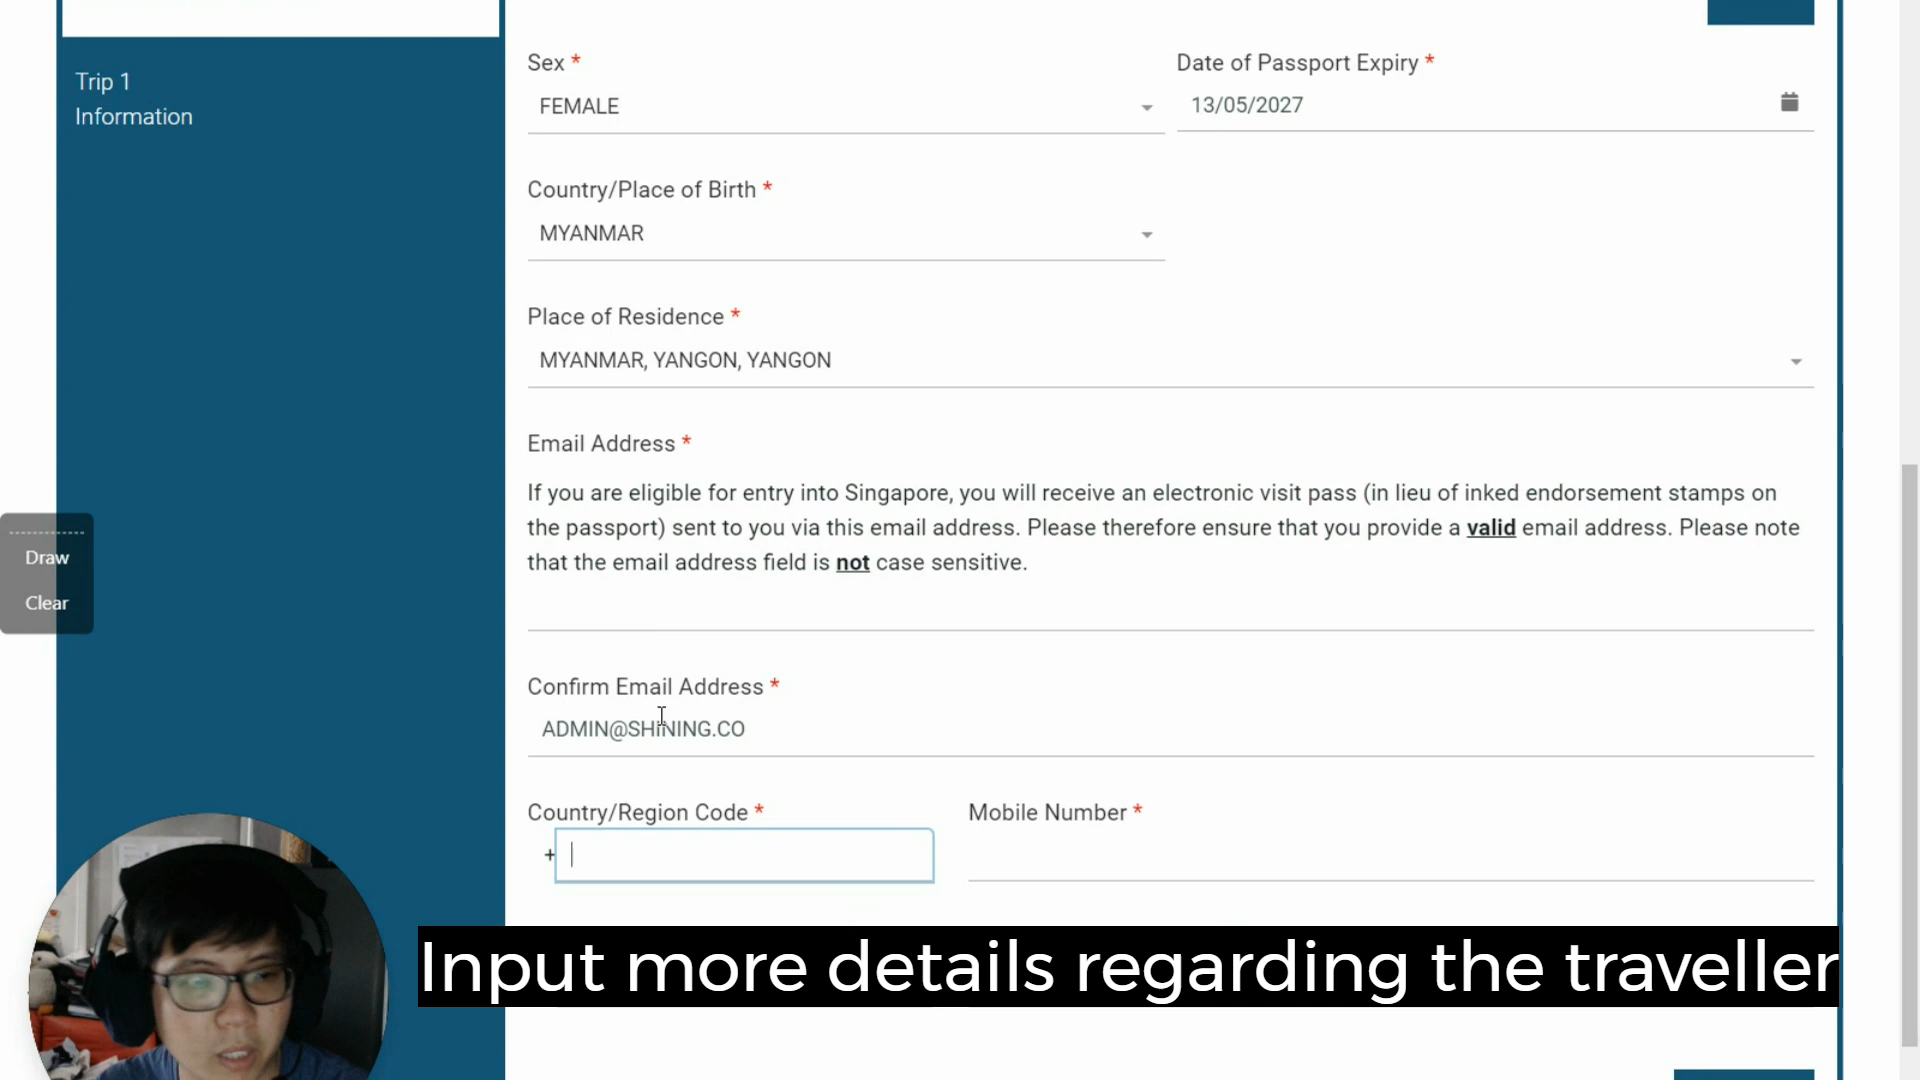 Trip 1
Information
Sex *
FEMALE
Date of Passport Expiry *
13/05/2027
Country/Place of Birth *
MYANMAR
Place of Residence *
MYANMAR, YANGON, YANGON
Email Address *
If you are eligible for entry into Singapore, you will receive an electronic visit pass (in lieu of inked endorsement stamps on
the passport) sent to you via this email address. Please therefore ensure that you provide a valid email address. Please note
that the email address field is not case sensitive.
Draw
Clear
Confirm Email Address *
ADMIN@SHINING.CO
Country/Region Code *
+
Mobile Number *
Input more details regarding the traveller